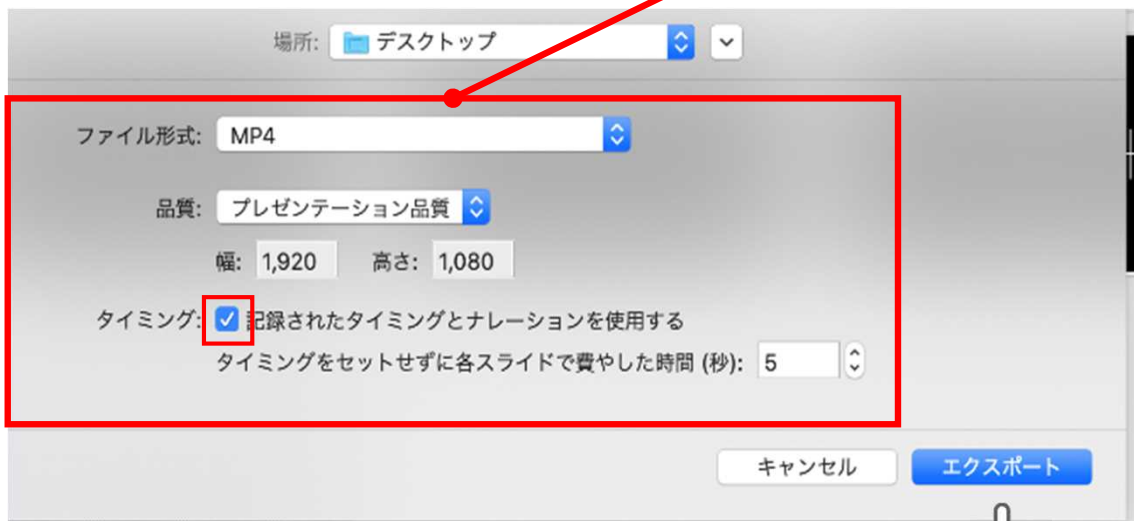 場所: デスクトップ
ファイル形式: MP4
品質: プレゼンテーション品質
幅: 1,920 高さ: 1,080
タイミング: 記録されたタイミングとナレーションを使用する
タイミングをセットせずに各スライドで費やした時間 (秒): 5
キャンセル エクスポート